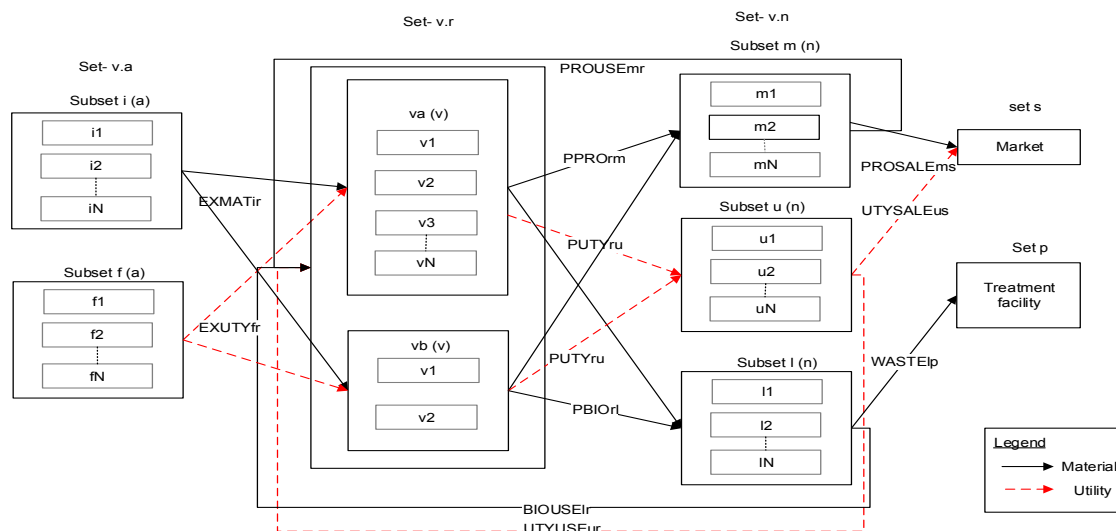 Set- v.a
Subset i (a)
i1
i2
iN
Subset f (a)
f1
f2
fN
EXMATir
EXUTYfr
Set- v.r
va (v)
v1
v2
v3
vN
vb (v)
v1
v2
PROUSEmr
PPROrm
PUTYru
PUTYru
PBIOrl
BIOUSElr
UTYUSEur
Set- v.n
Subset m (n)
m1
m2
mN
Subset u (n)
u1
u2
uN
Subset l (n)
l1
l2
lN
PROSALEms
UTYSALEus
WASTElp
set s
Market
Set p
Treatment
facility
Legend
Material
Utility